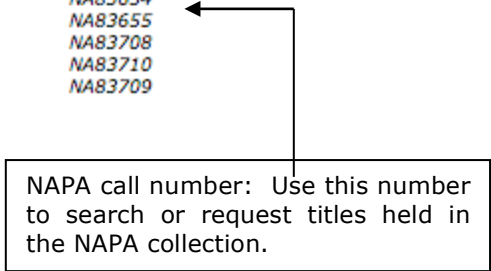 NA83655
NA83708
NA83710
NA83709
NAPA call number: Use this number
to search or request titles held in
the NAPA collection.